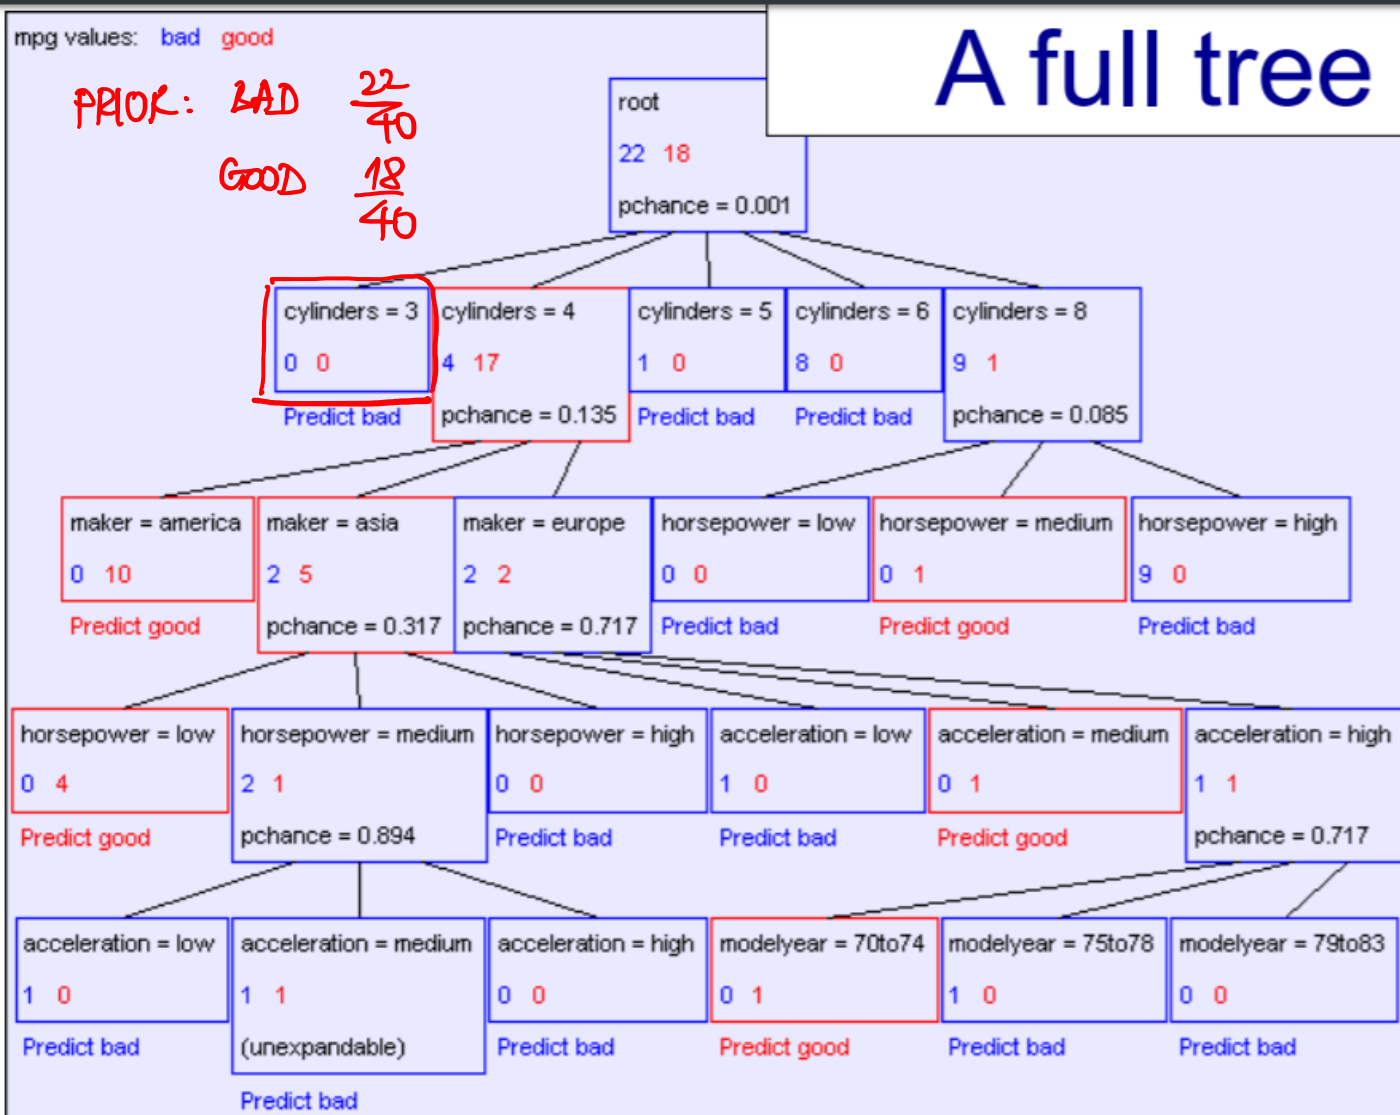 A full tree
mpg values: bad good
PRIOR: BAD 22/40
GOOD 18/40
root
22 18
pchance = 0.001
cylinders = 3
0 0
Predict bad
cylinders = 4
4 17
pchance = 0.135
cylinders = 5
1 0
Predict bad
cylinders = 6
8 0
Predict bad
cylinders = 8
9 1
pchance = 0.085
maker = america
0 10
Predict good
maker = asia
2 5
pchance = 0.317
maker = europe
2 2
pchance = 0.717
horsepower = low
0 0
Predict bad
horsepower = medium
0 1
Predict good
horsepower = high
9 0
Predict bad
horsepower = low
0 4
Predict good
horsepower = medium
2 1
pchance = 0.894
horsepower = high
0 0
Predict bad
acceleration = low
1 0
Predict bad
acceleration = medium
0 1
Predict good
acceleration = high
1 1
pchance = 0.717
acceleration = low
1 0
Predict bad
acceleration = medium
1 1
(unexpandable)
Predict bad
acceleration = high
0 0
Predict bad
modelyear = 70to74
0 1
Predict good
modelyear = 75to78
1 0
Predict bad
modelyear = 79to83
0 0
Predict bad